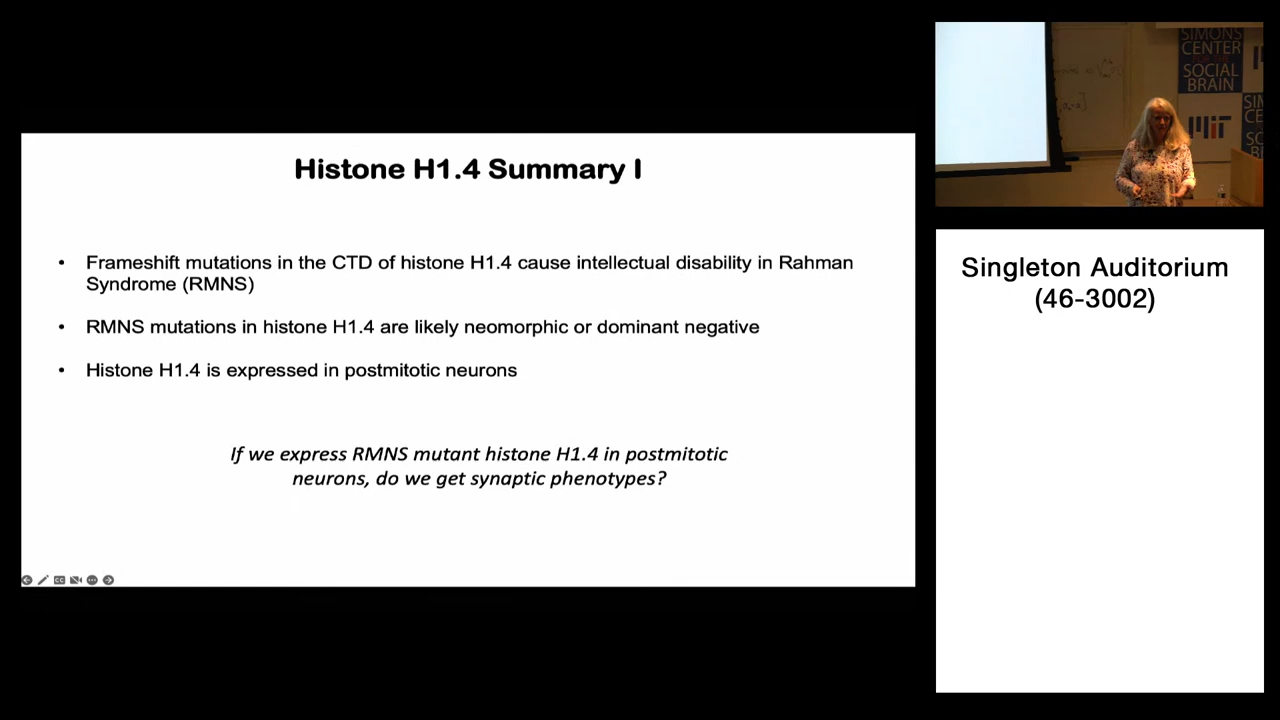 Histone H1.4 Summary I
• Frameshift mutations in the CTD of histone H1.4 cause intellectual disability in Rahman
Syndrome (RMNS)
• RMNS mutations in histone H1.4 are likely neomorphic or dominant negative
• Histone H1.4 is expressed in postmitotic neurons
If we express RMNS mutant histone H1.4 in postmitotic
neurons, do we get synaptic phenotypes?
SIMONS
CENTER
SOCIAL
BRAIN
MIT
Singleton Auditorium
(46-3002)